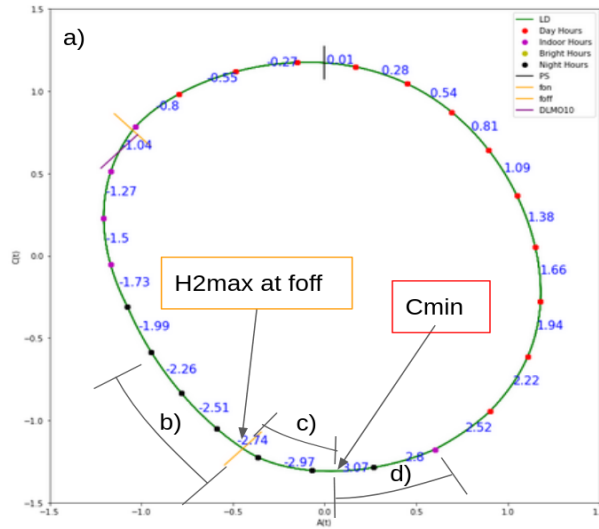 a)
LD
Day Hours
Indoor Hours
Bright Hours
Night Hours
PS
fon
foff
DLMO10
-0.27
0.01
-0.55
0.28
-0.8
0.54
-1.04
0.81
-1.27
1.09
-1.5
1.38
-1.73
1.66
-1.99
1.94
-2.26
2.22
-2.51
2.52
-2.74
2.8
-2.97
3.07
H2max at foff
Cmin
b)
c)
d)
C(t)
1.5
1.0
0.5
0.0
-0.5
-1.0
-1.5
-1.5
-1.0
-0.5
0.0
0.5
1.0
1.5
A(t)